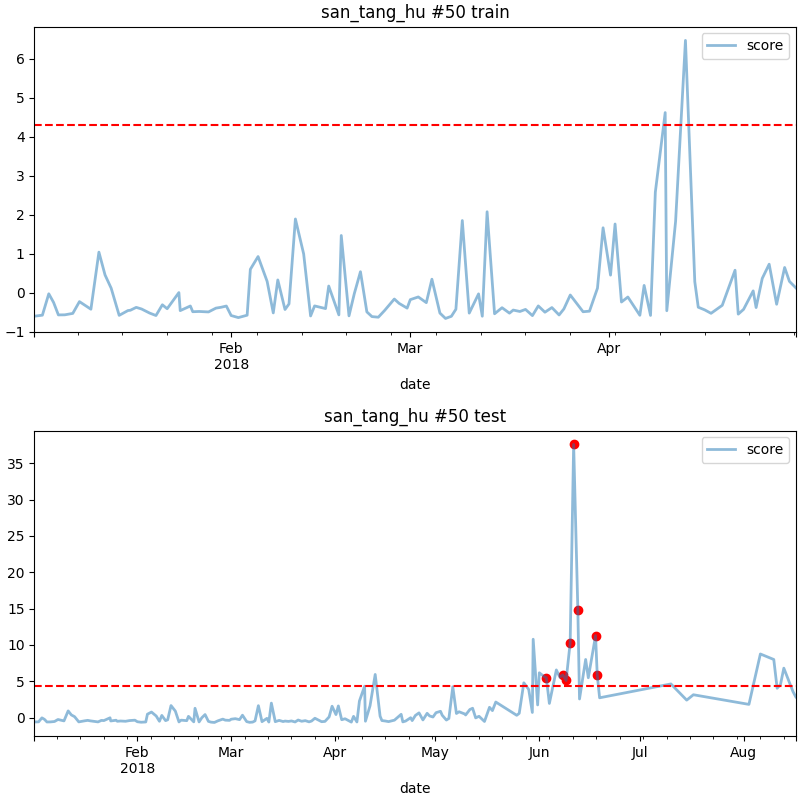 san_tang_hu #50 train
score
6
5
4
3
2
1
0
−1
Feb
2018
Mar
Apr
date
san_tang_hu #50 test
score
35
30
25
20
15
10
5
0
Feb
2018
Mar
Apr
May
Jun
Jul
Aug
date